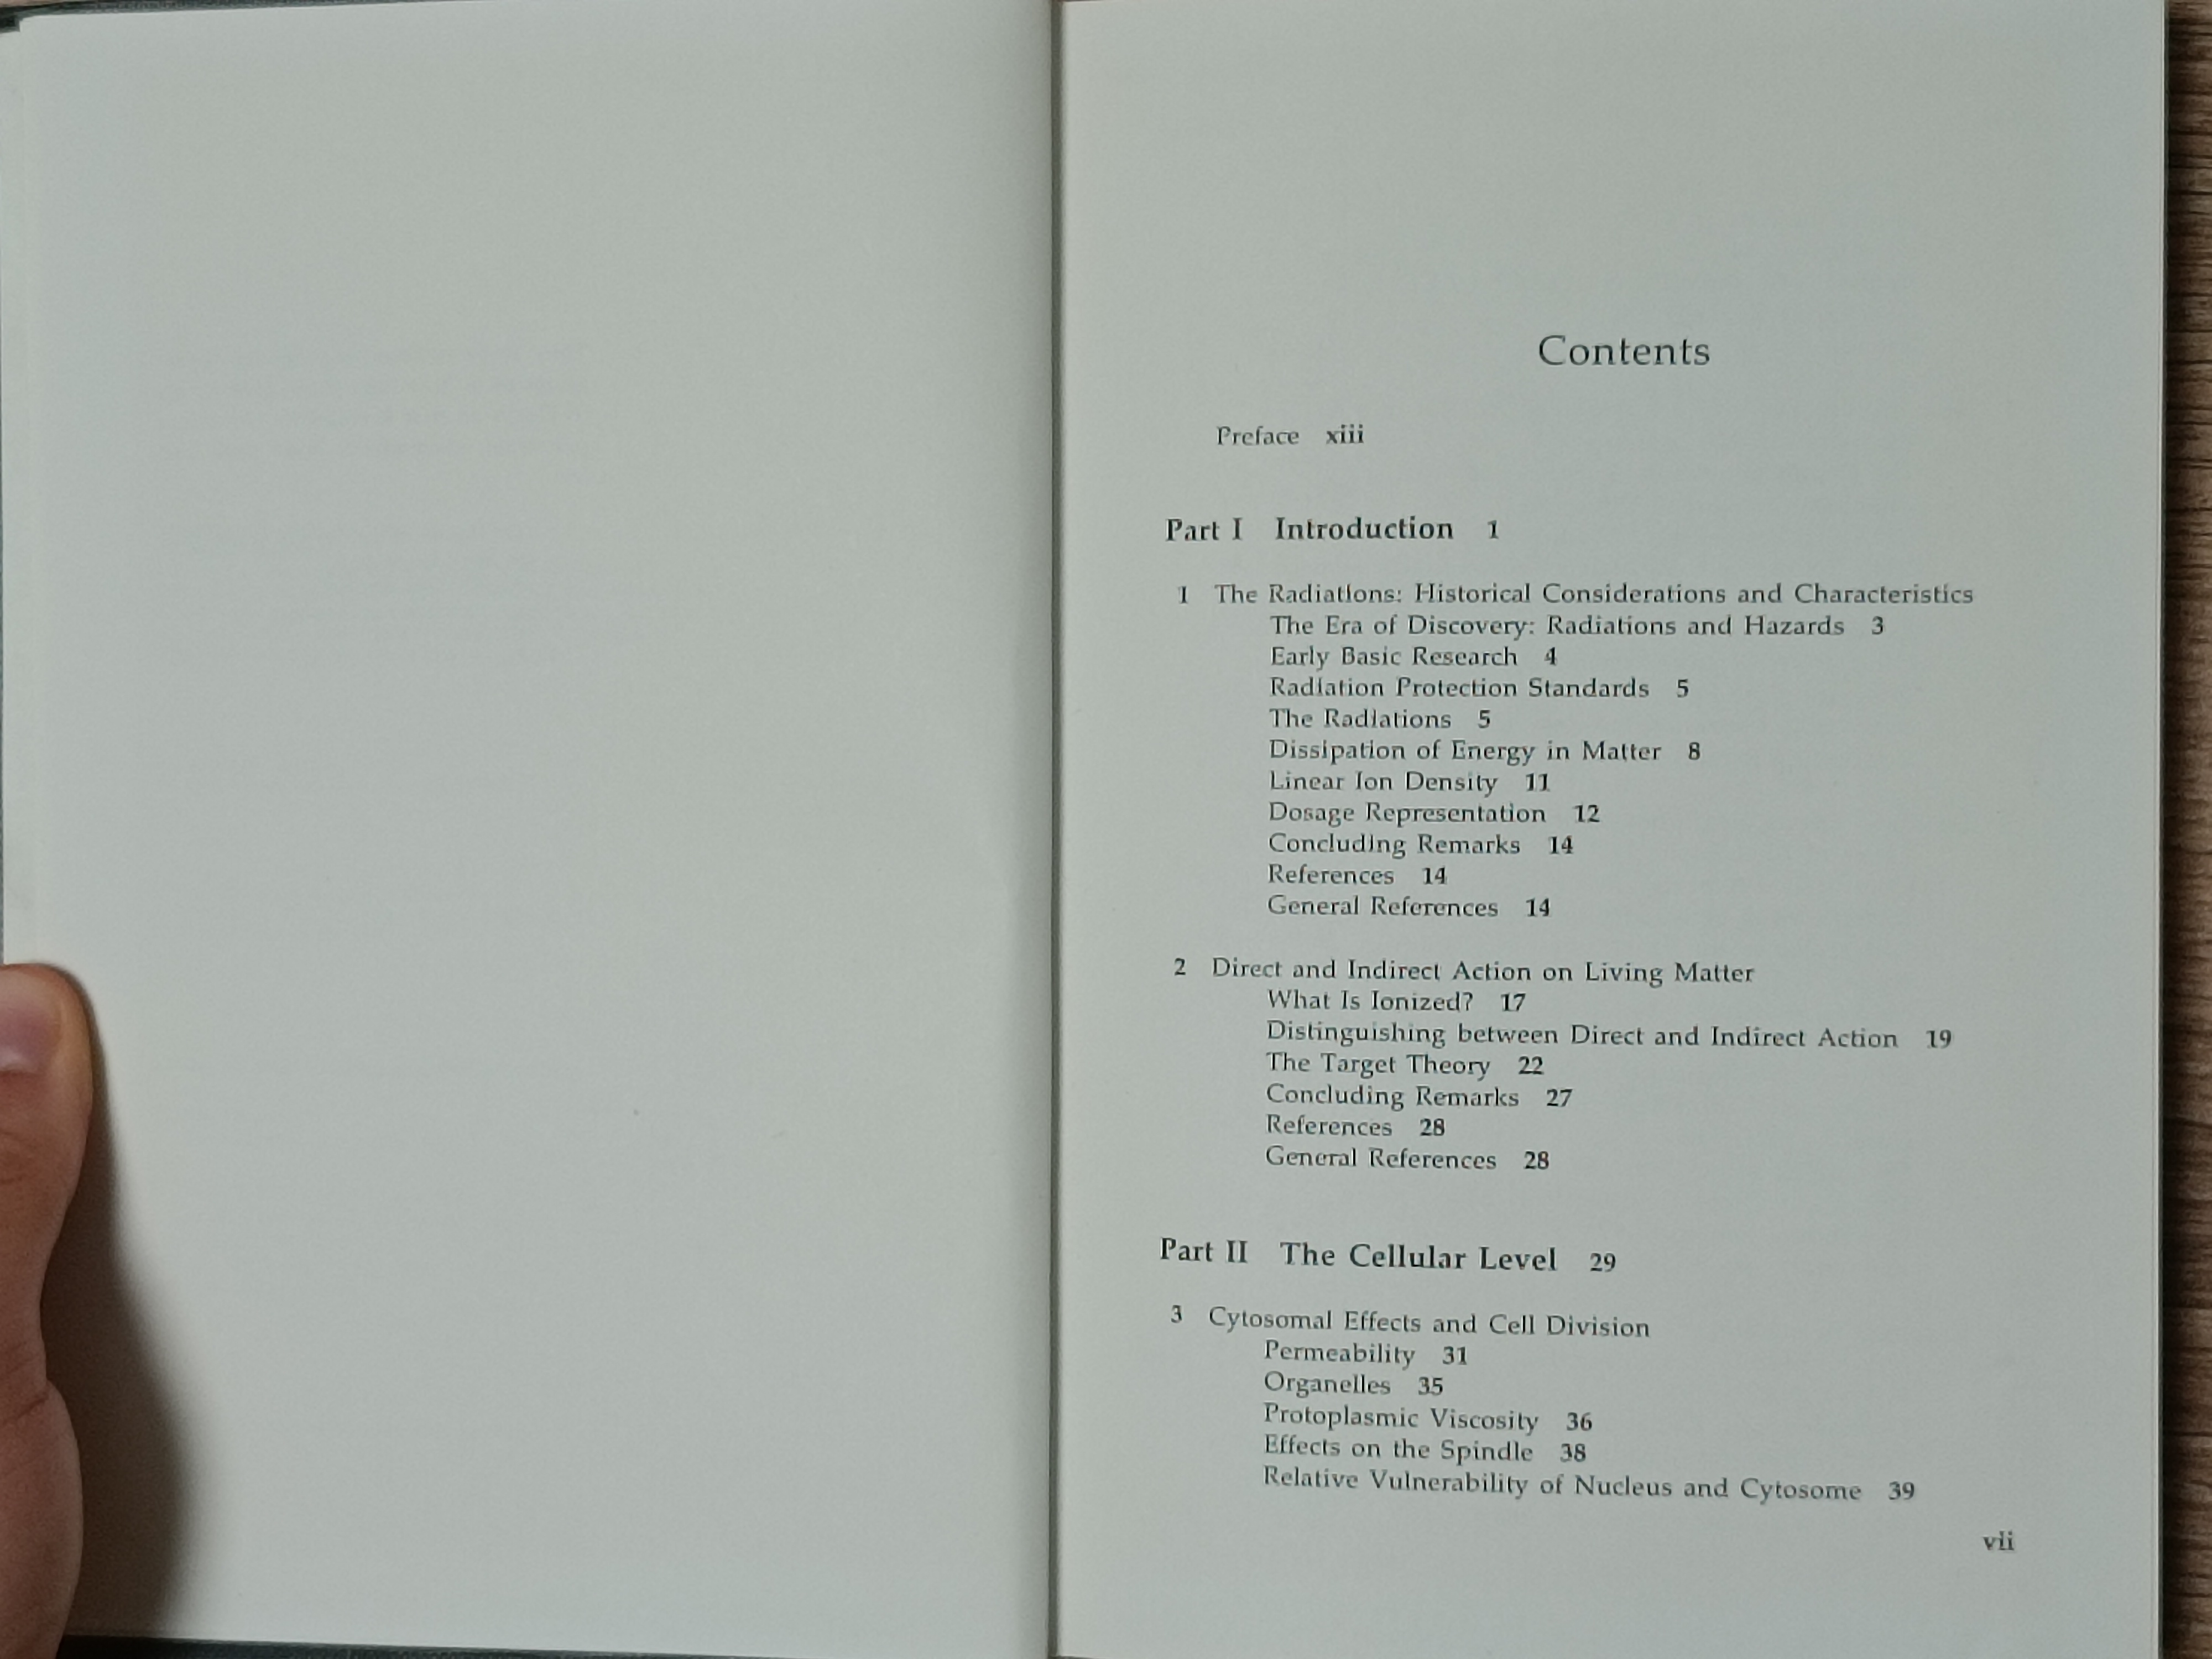 Contents
Preface xiii
Part I Introduction 1
1 The Radiations: Historical Considerations and Characteristics
The Era of Discovery: Radiations and Hazards 3
Early Basic Research 4
Radiation Protection Standards 5
The Radiations 5
Dissipation of Energy in Matter 8
Linear Ion Density 11
Dosage Representation 12
Concluding Remarks 14
References 14
General References 14
2 Direct and Indirect Action on Living Matter
What Is Ionized? 17
Distinguishing between Direct and Indirect Action 19
The Target Theory 22
Concluding Remarks 27
References 28
General References 28
Part II The Cellular Level 29
3 Cytosomal Effects and Cell Division
Permeability 31
Organelles 35
Protoplasmic Viscosity 36
Effects on the Spindle 38
Relative Vulnerability of Nucleus and Cytosome 39
vii